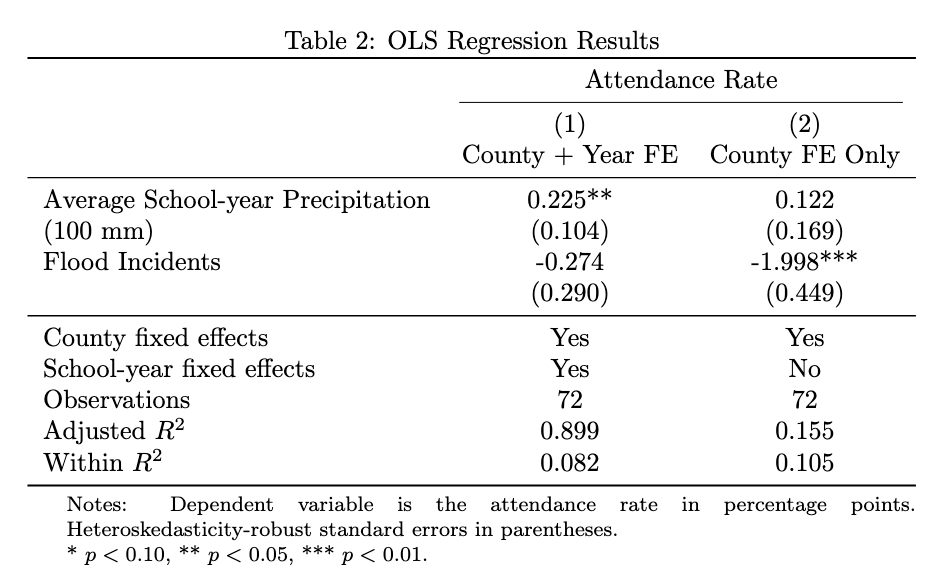 Table 2: OLS Regression Results
Attendance Rate
(1) (2)
County + Year FE County FE Only
Average School-year Precipitation 0.225** 0.122
(100 mm) (0.104) (0.169)
Flood Incidents -0.274 -1.998***
(0.290) (0.449)
County fixed effects Yes Yes
School-year fixed effects Yes No
Observations 72 72
Adjusted R² 0.899 0.155
Within R² 0.082 0.105
Notes: Dependent variable is the attendance rate in percentage points.
Heteroskedasticity-robust standard errors in parentheses.
* p < 0.10, ** p < 0.05, *** p < 0.01.